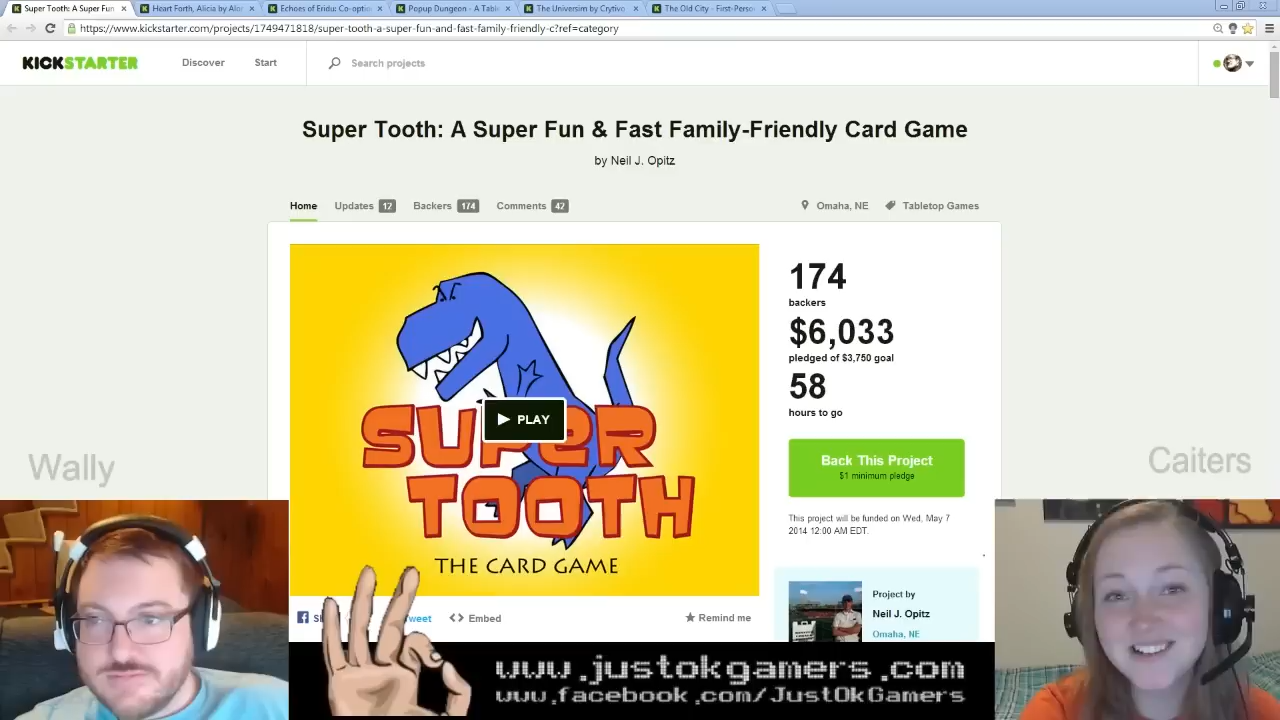 Super Tooth: A Super Fun
Heart Forth, Alicia by Alon
Echoes of Eridu: Co-optio
Popup Dungeon - A Table
The Universim by Crytivo
The Old City - First-Perso
https://www.kickstarter.com/projects/1749471818/super-tooth-a-super-fun-and-fast-family-friendly-c?ref=category
KICKSTARTER
Discover
Start
Search projects
Super Tooth: A Super Fun & Fast Family-Friendly Card Game
by Neil J. Opitz
Home
Updates 12
Backers 174
Comments 42
Omaha, NE
Tabletop Games
PLAY
SUPER
TOOTH
THE CARD GAME
174
backers
$6,033
pledged of $3,750 goal
58
hours to go
Back This Project
$1 minimum pledge
This project will be funded on Wed, May 7
2014 12:00 AM EDT.
Project by
Neil J. Opitz
Omaha, NE
weet
Embed
Remind me
Wally
Caiters
www.justokgamers.com
www.facebook.com/JustOkGamers